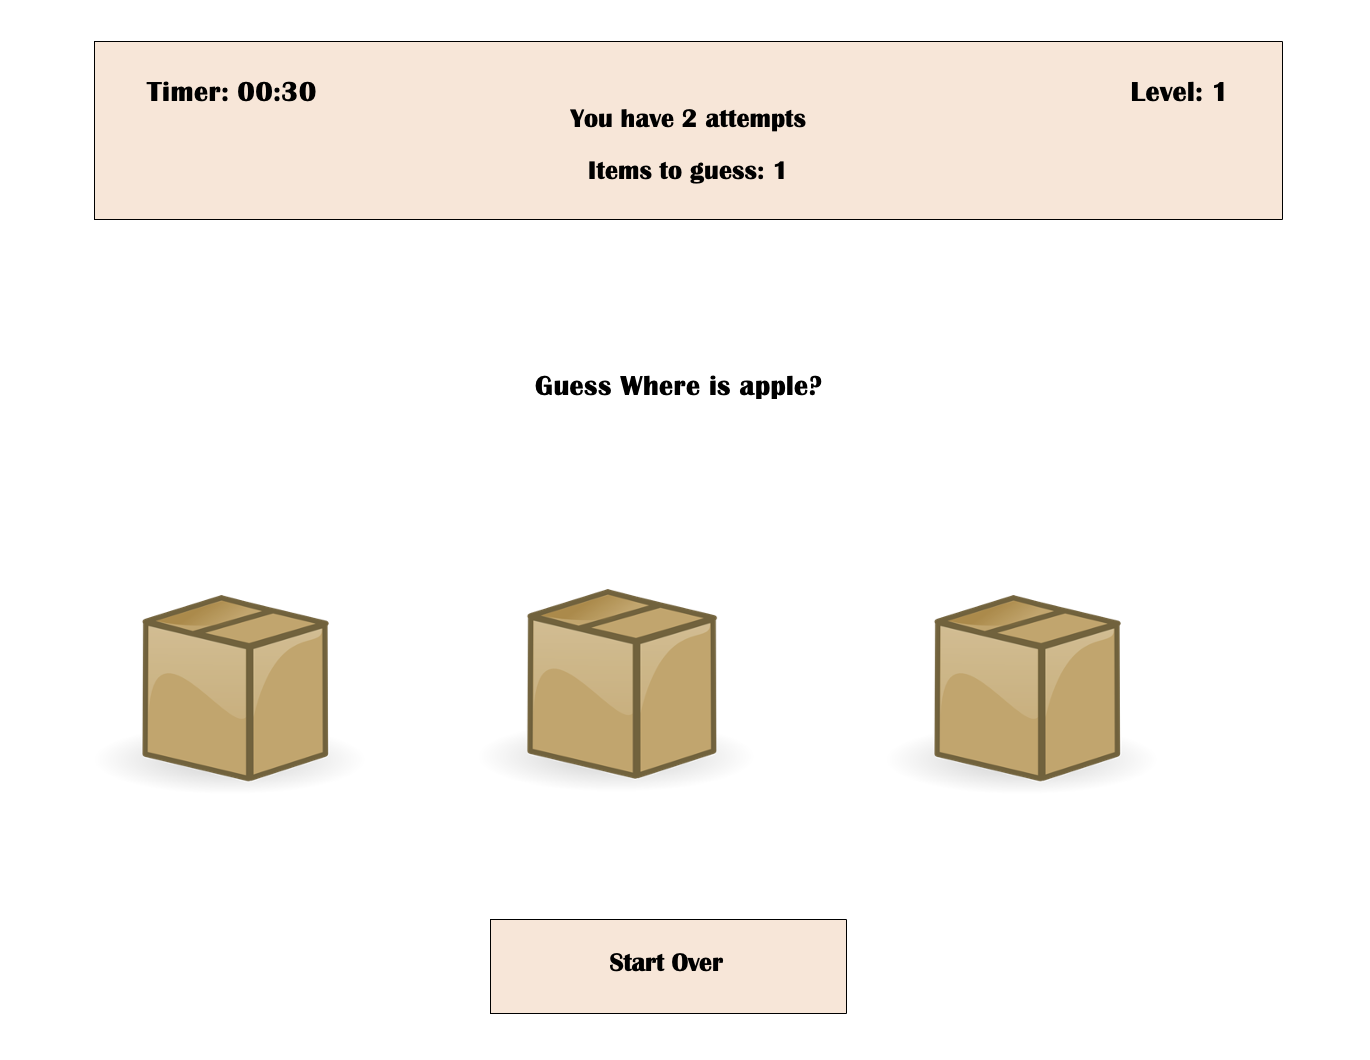 Timer: 00:30
Level: 1
You have 2 attempts
Items to guess: 1
Guess Where is apple?
Start Over